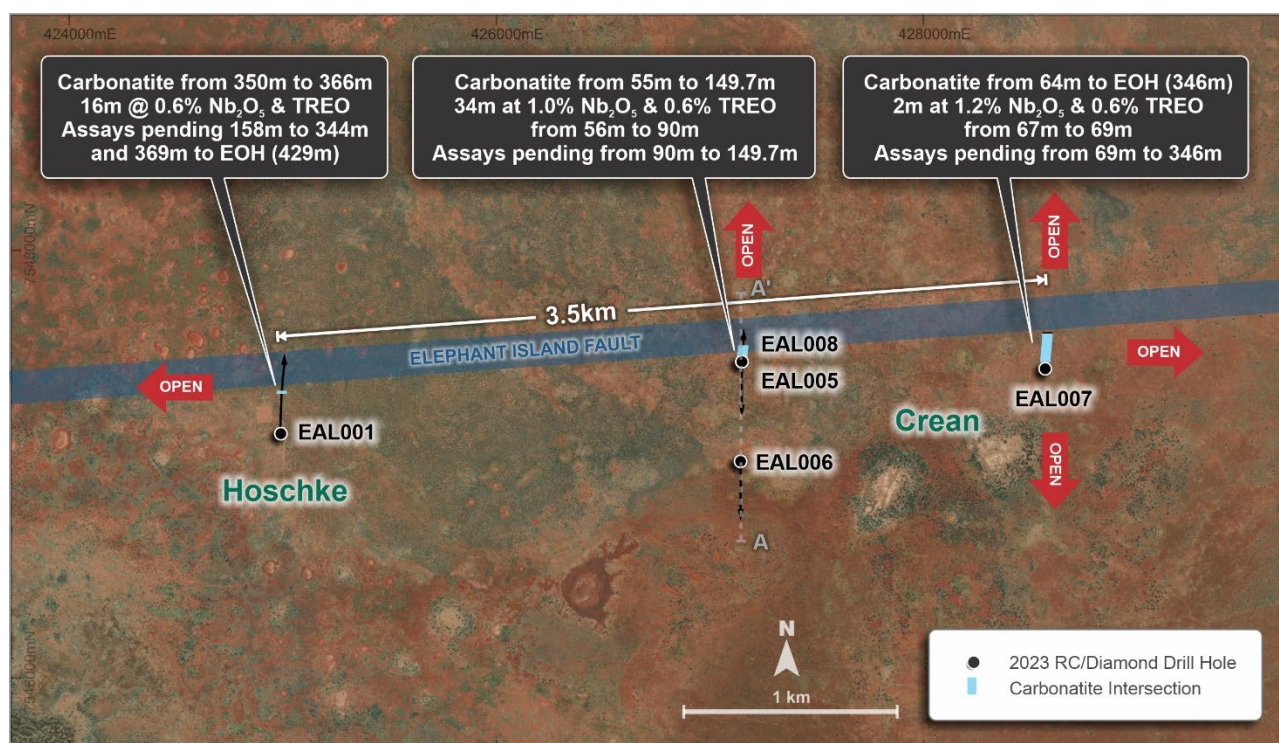 424000mE
426000mE
428000mE
Carbonatite from 350m to 366m
16m @ 0.6% Nb₂O₅ & TREO
Assays pending 158m to 344m
and 369m to EOH (429m)
Carbonatite from 55m to 149.7m
34m at 1.0% Nb₂O₅ & 0.6% TREO
from 56m to 90m
Assays pending from 90m to 149.7m
Carbonatite from 64m to EOH (346m)
2m at 1.2% Nb₂O₅ & 0.6% TREO
from 67m to 69m
Assays pending from 69m to 346m
7548000mN
OPEN
OPEN
A'
3.5km
ELEPHANT ISLAND FAULT
EAL008
EAL005
OPEN
OPEN
EAL007
EAL001
Crean
EAL006
OPEN
Hoschke
A
7546000mN
N
1 km
2023 RC/Diamond Drill Hole
Carbonatite Intersection